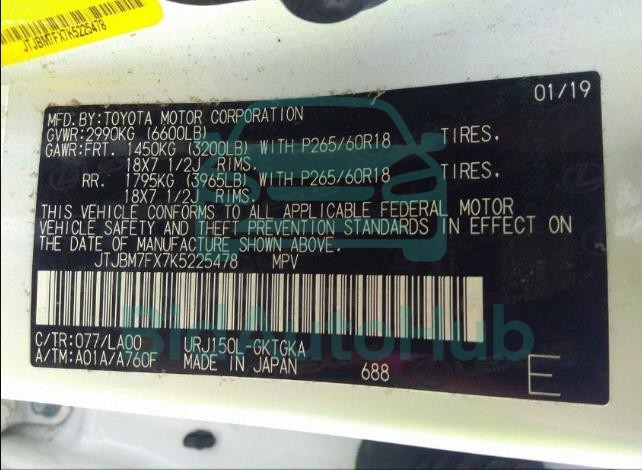 JTJBM7FX7K5225478
01/19
MFD.BY:TOYOTA MOTOR CORPORATION
GVWR:2990KG (6600LB)
GAWR:FRT. 1450KG (3200LB) WITH P265/60R18 TIRES,
18X7 1/2J RIMS.
RR. 1795KG (3965LB) WITH P265/60R18 TIRES,
18X7 1/2J RIMS.
THIS VEHICLE CONFORMS TO ALL APPLICABLE FEDERAL MOTOR
VEHICLE SAFETY AND THEFT PREVENTION STANDARDS IN EFFECT ON
THE DATE OF MANUFACTURE SHOWN ABOVE.
JTJBM7FX7K5225478 MPV
BidAutoHub
C/TR:077/LA00 URJ150L-GKTGKA
A/TM:A01A/A760F MADE IN JAPAN 688 E